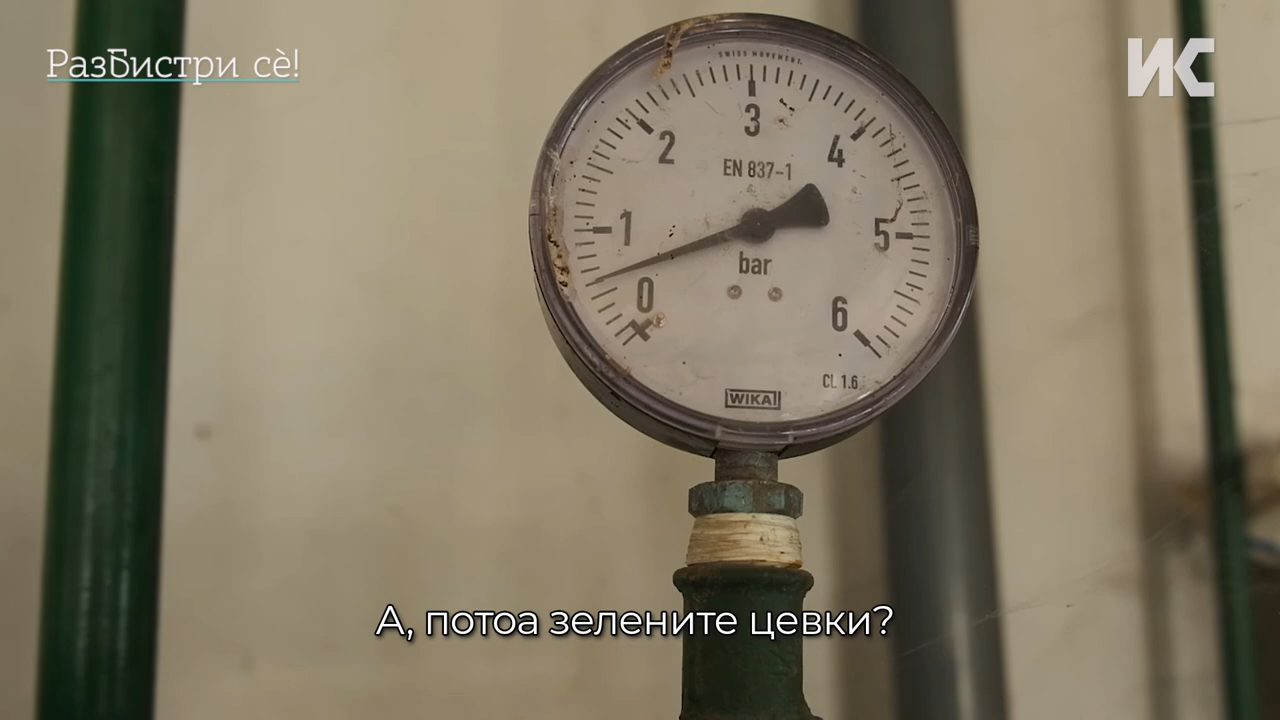 РазБистри сѐ!
ИС
SWISS MOVEMENT
0
1
2
3
4
5
6
EN 837-1
bar
CL 1.6
WIKA
А, потоа зелените цевки?